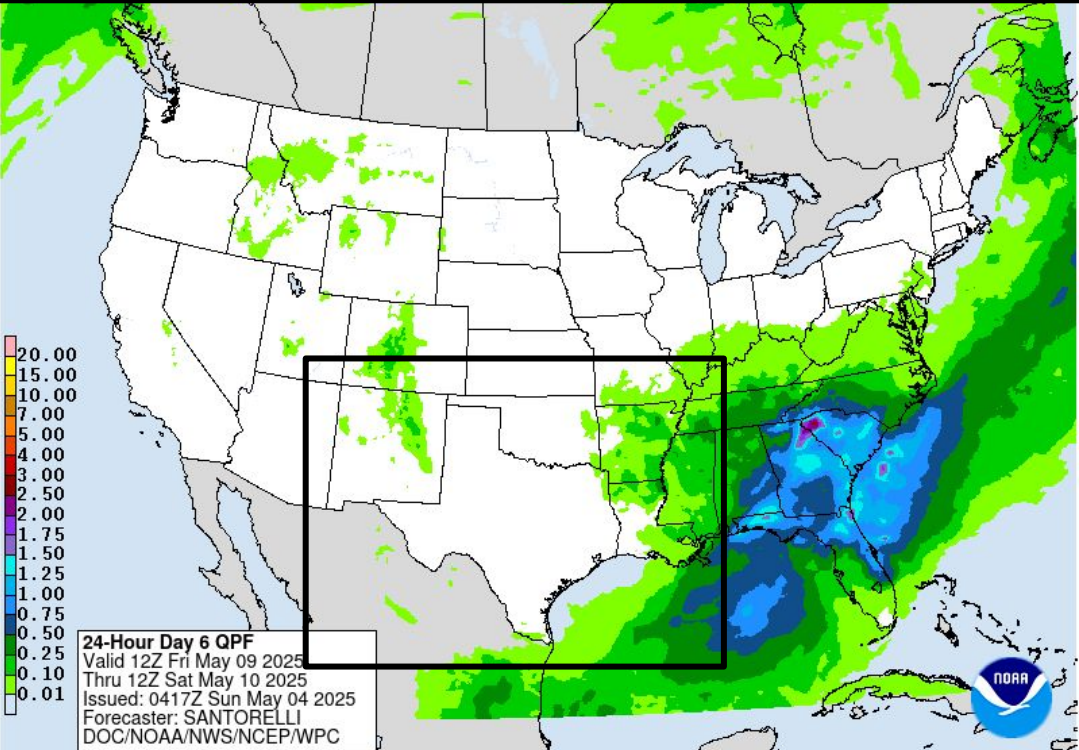 20.00
15.00
10.00
7.00
5.00
4.00
3.00
2.50
2.00
1.75
1.50
1.25
1.00
0.75
0.50
0.25
0.10
0.01
24-Hour Day 6 QPF
Valid 12Z Fri May 09 2025
Thru 12Z Sat May 10 2025
Issued: 0417Z Sun May 04 2025
Forecaster: SANTORELLI
DOC/NOAA/NWS/NCEP/WPC
NOAA